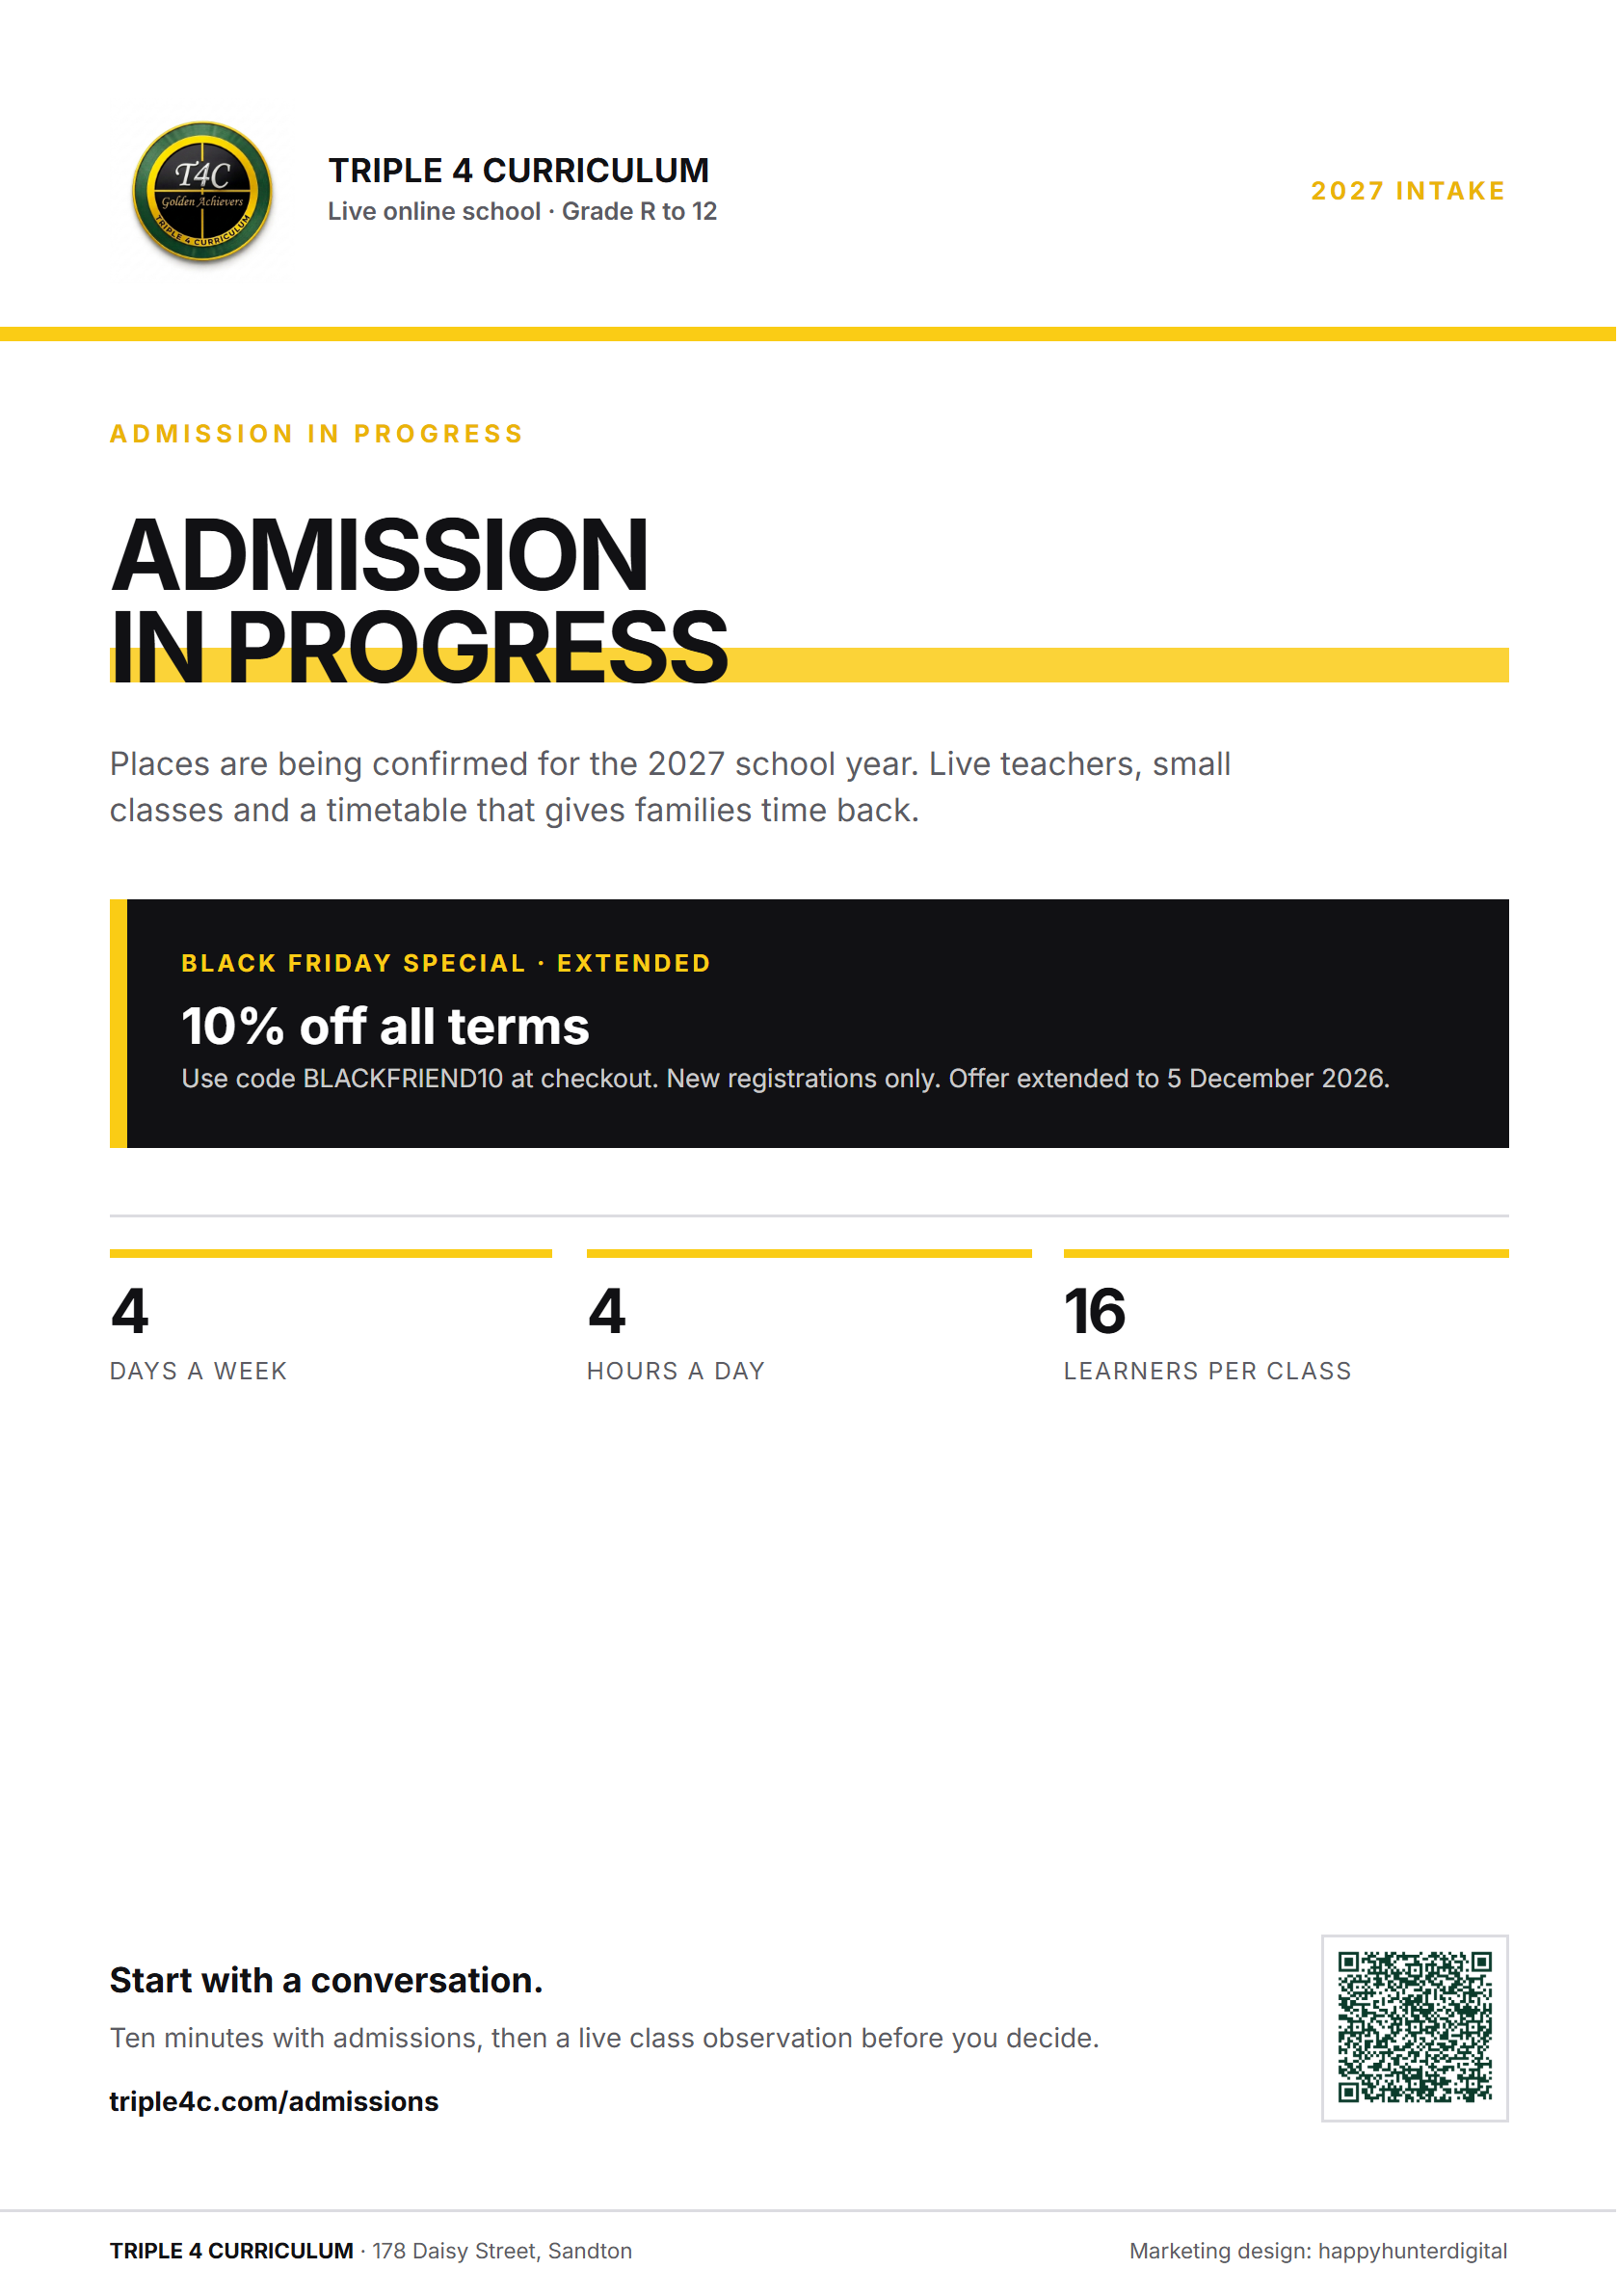 T4C
Golden Achievers
TRIPLE 4 CURRICULUM
TRIPLE 4 CURRICULUM
Live online school · Grade R to 12
2027 INTAKE
ADMISSION IN PROGRESS
ADMISSION
IN PROGRESS
Places are being confirmed for the 2027 school year. Live teachers, small
classes and a timetable that gives families time back.
BLACK FRIDAY SPECIAL · EXTENDED
10% off all terms
Use code BLACKFRIEND10 at checkout. New registrations only. Offer extended to 5 December 2026.
4
DAYS A WEEK
4
HOURS A DAY
16
LEARNERS PER CLASS
Start with a conversation.
Ten minutes with admissions, then a live class observation before you decide.
triple4c.com/admissions
TRIPLE 4 CURRICULUM · 178 Daisy Street, Sandton
Marketing design: happyhunterdigital